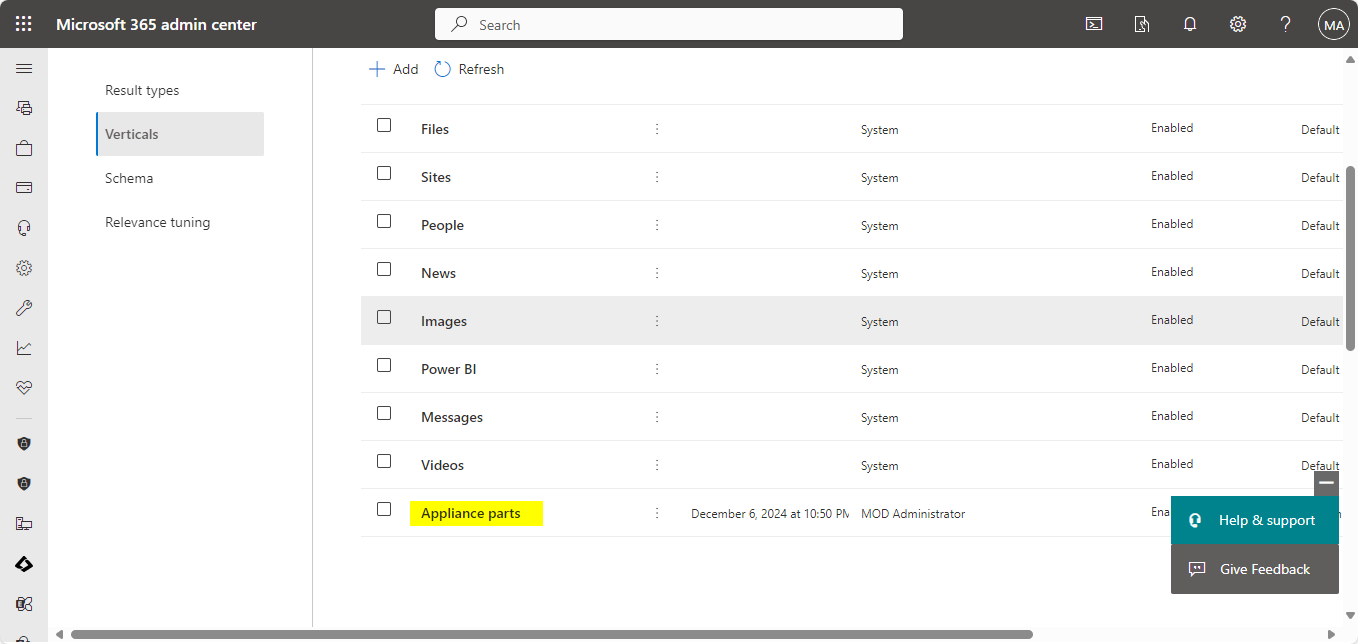 Microsoft 365 admin center
Search
MA
Result types
Verticals
Schema
Relevance tuning
Add
Refresh
Files System Enabled Default
Sites System Enabled Default
People System Enabled Default
News System Enabled Default
Images System Enabled Default
Power BI System Enabled Default
Messages System Enabled Default
Videos System Enabled Default
Appliance parts December 6, 2024 at 10:50 PM MOD Administrator Ena
Help & support
Give Feedback